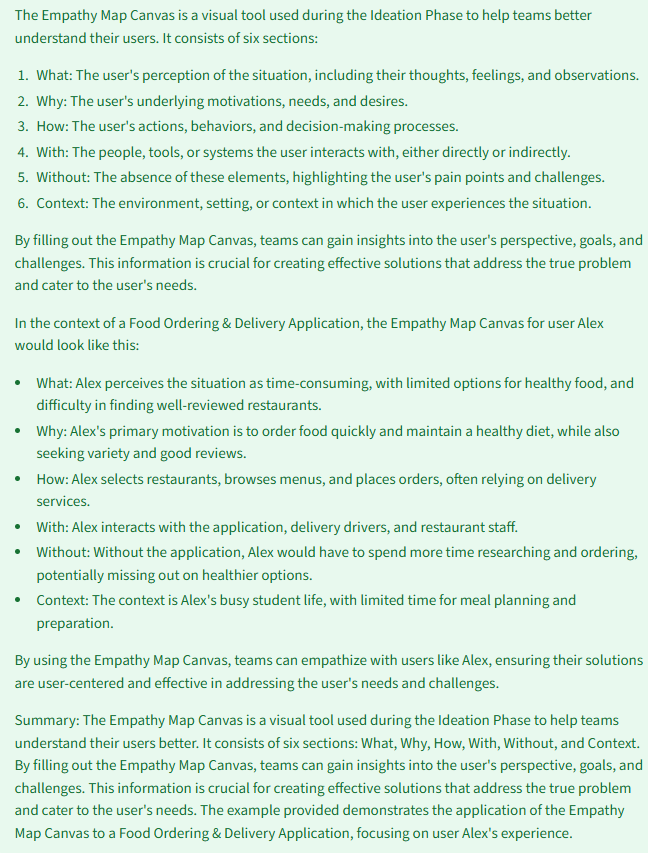 The Empathy Map Canvas is a visual tool used during the Ideation Phase to help teams better
understand their users. It consists of six sections:
1. What: The user's perception of the situation, including their thoughts, feelings, and observations.
2. Why: The user's underlying motivations, needs, and desires.
3. How: The user's actions, behaviors, and decision-making processes.
4. With: The people, tools, or systems the user interacts with, either directly or indirectly.
5. Without: The absence of these elements, highlighting the user's pain points and challenges.
6. Context: The environment, setting, or context in which the user experiences the situation.
By filling out the Empathy Map Canvas, teams can gain insights into the user's perspective, goals, and
challenges. This information is crucial for creating effective solutions that address the true problem
and cater to the user's needs.
In the context of a Food Ordering & Delivery Application, the Empathy Map Canvas for user Alex
would look like this:
• What: Alex perceives the situation as time-consuming, with limited options for healthy food, and
difficulty in finding well-reviewed restaurants.
• Why: Alex's primary motivation is to order food quickly and maintain a healthy diet, while also
seeking variety and good reviews.
• How: Alex selects restaurants, browses menus, and places orders, often relying on delivery
services.
• With: Alex interacts with the application, delivery drivers, and restaurant staff.
• Without: Without the application, Alex would have to spend more time researching and ordering,
potentially missing out on healthier options.
• Context: The context is Alex's busy student life, with limited time for meal planning and
preparation.
By using the Empathy Map Canvas, teams can empathize with users like Alex, ensuring their solutions
are user-centered and effective in addressing the user's needs and challenges.
Summary: The Empathy Map Canvas is a visual tool used during the Ideation Phase to help teams
understand their users better. It consists of six sections: What, Why, How, With, Without, and Context.
By filling out the Empathy Map Canvas, teams can gain insights into the user's perspective, goals, and
challenges. This information is crucial for creating effective solutions that address the true problem
and cater to the user's needs. The example provided demonstrates the application of the Empathy
Map Canvas to a Food Ordering & Delivery Application, focusing on user Alex's experience.